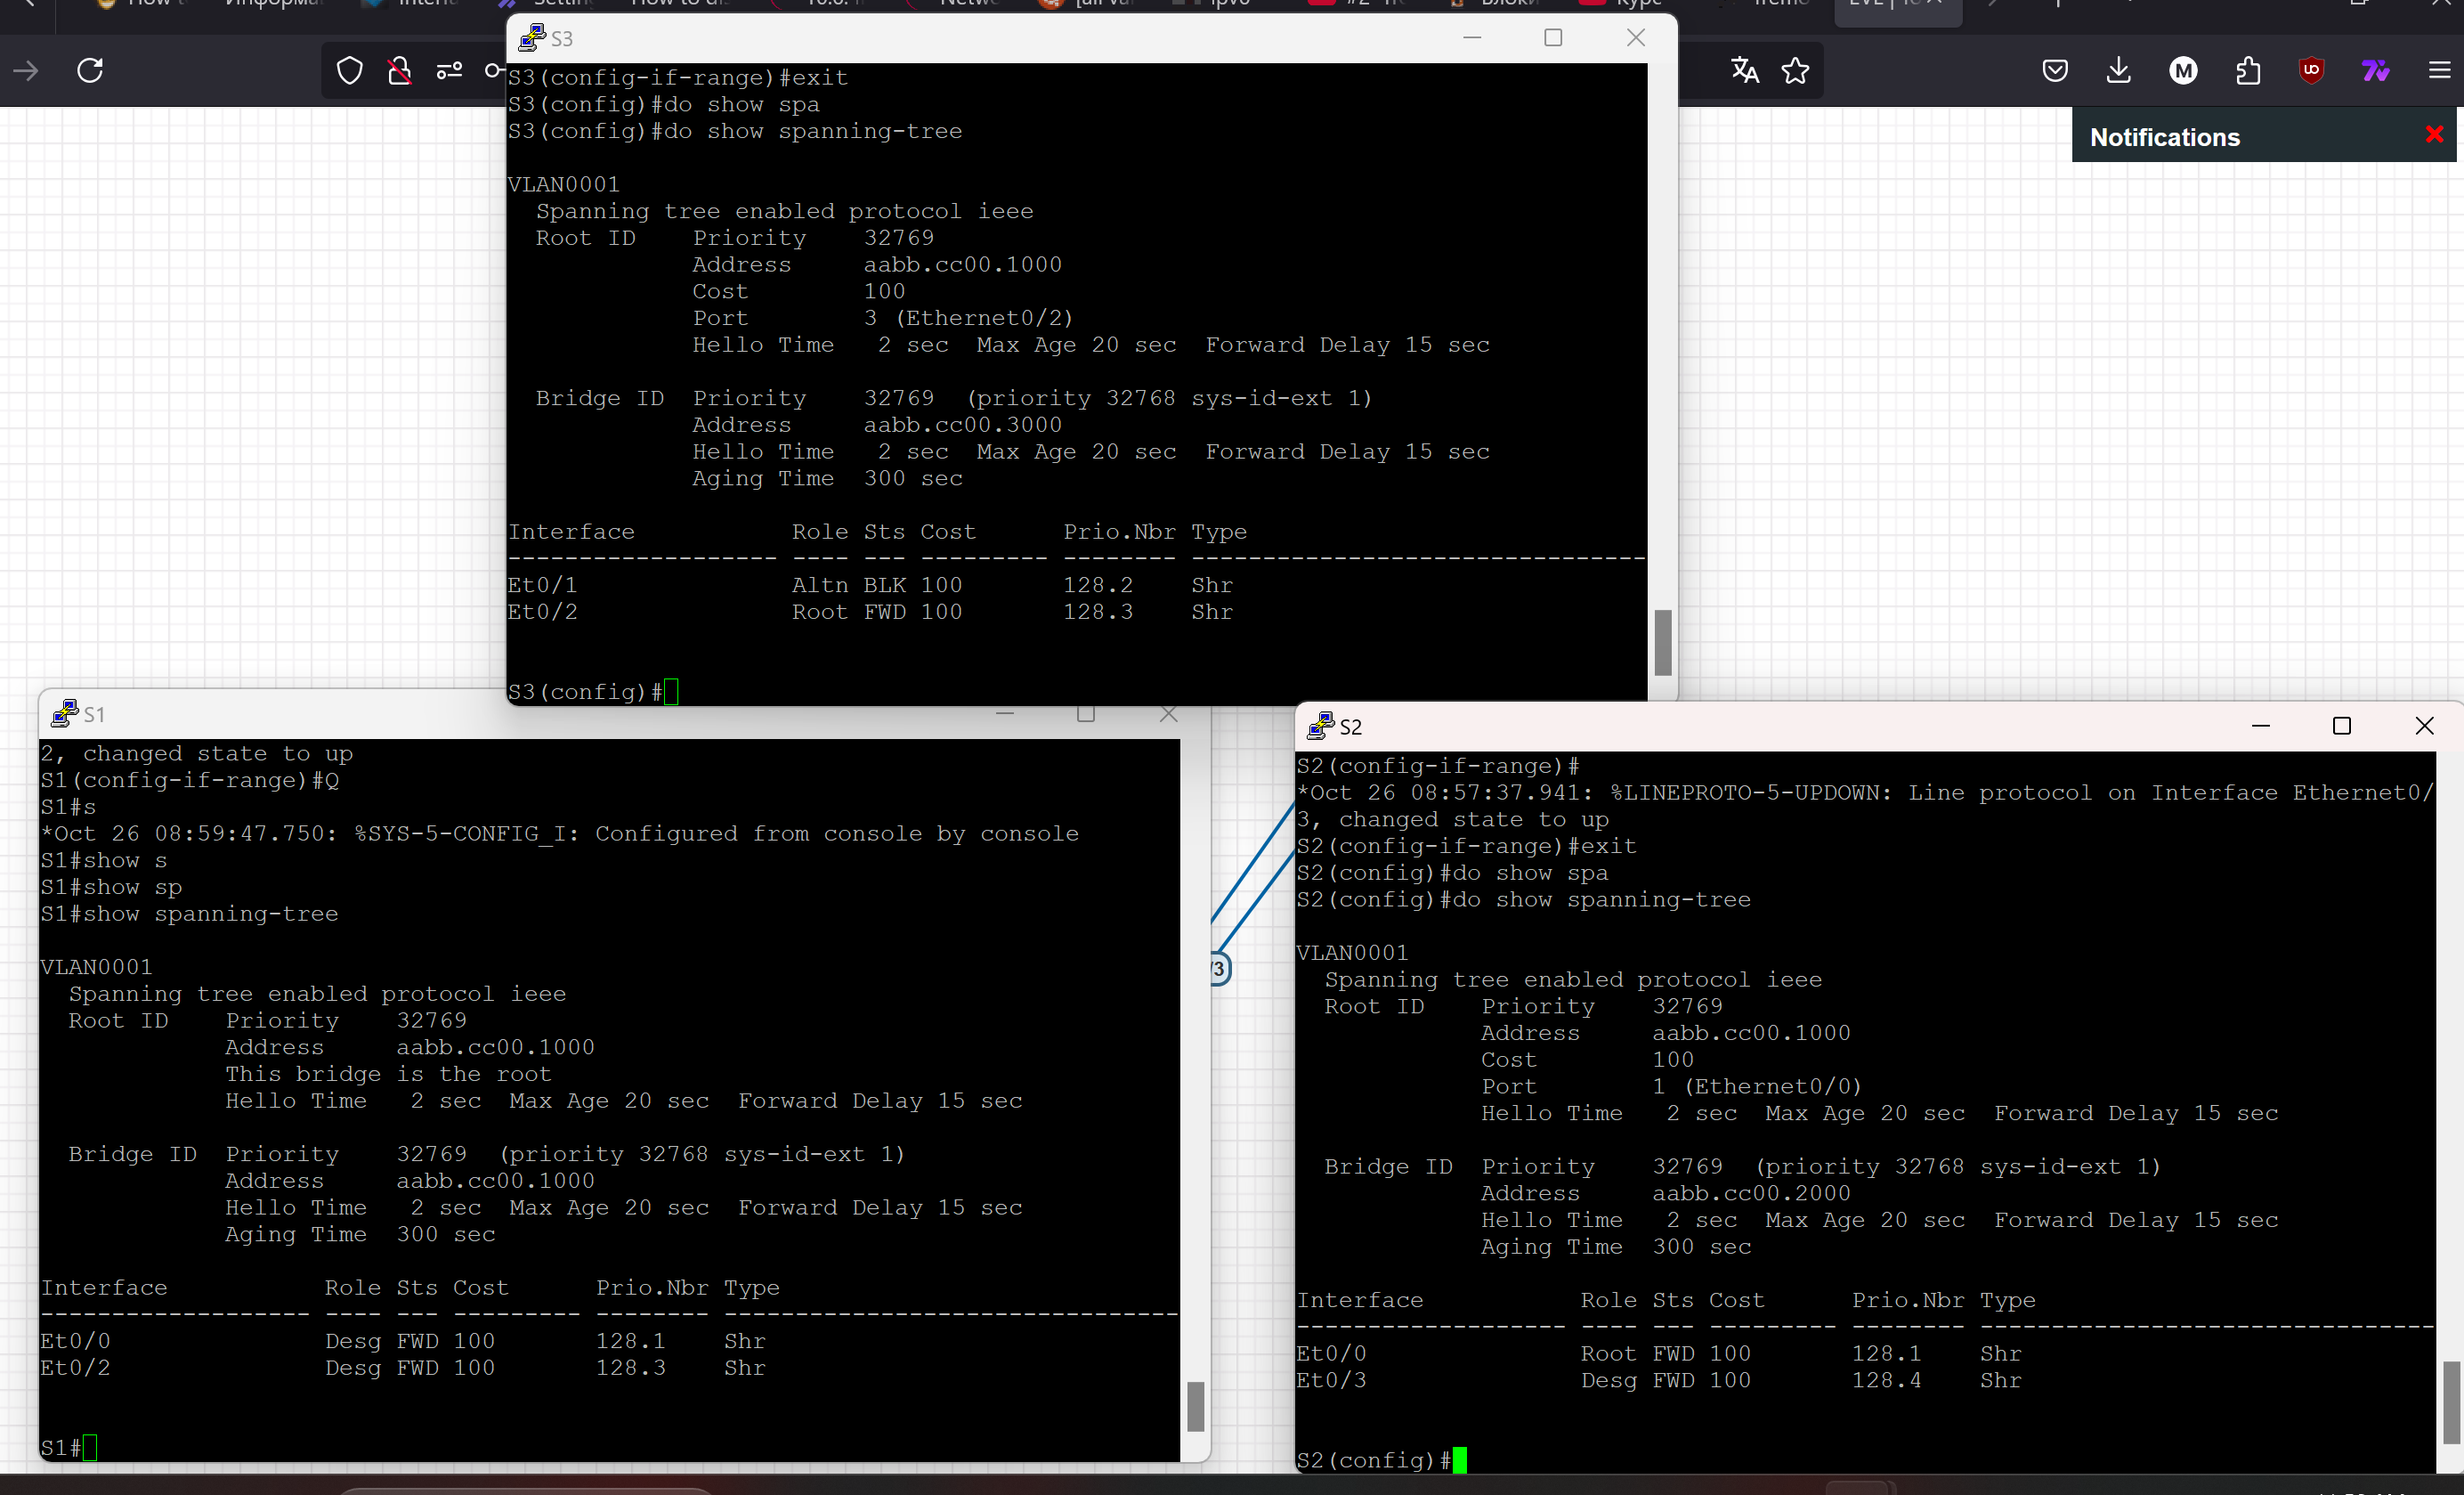 S3
S3(config-if-range)#exit
S3(config)#do show spa
S3(config)#do show spanning-tree
VLAN0001
Spanning tree enabled protocol ieee
Root ID Priority 32769
Address aabb.cc00.1000
Cost 100
Port 3 (Ethernet0/2)
Hello Time 2 sec Max Age 20 sec Forward Delay 15 sec
Bridge ID Priority 32769 (priority 32768 sys-id-ext 1)
Address aabb.cc00.3000
Hello Time 2 sec Max Age 20 sec Forward Delay 15 sec
Aging Time 300 sec
Interface Role Sts Cost Prio.Nbr Type
------------------- ---- --- --------- -------- --------------------------------
Et0/1 Altn BLK 100 128.2 Shr
Et0/2 Root FWD 100 128.3 Shr
S3(config)#
Notifications
S1
2, changed state to up
S1(config-if-range)#Q
S1#s
*Oct 26 08:59:47.750: %SYS-5-CONFIG_I: Configured from console by console
S1#show s
S1#show sp
S1#show spanning-tree
VLAN0001
Spanning tree enabled protocol ieee
Root ID Priority 32769
Address aabb.cc00.1000
This bridge is the root
Hello Time 2 sec Max Age 20 sec Forward Delay 15 sec
Bridge ID Priority 32769 (priority 32768 sys-id-ext 1)
Address aabb.cc00.1000
Hello Time 2 sec Max Age 20 sec Forward Delay 15 sec
Aging Time 300 sec
Interface Role Sts Cost Prio.Nbr Type
------------------- ---- --- --------- -------- --------------------------------
Et0/0 Desg FWD 100 128.1 Shr
Et0/2 Desg FWD 100 128.3 Shr
S1#
/3
S2
S2(config-if-range)#
*Oct 26 08:57:37.941: %LINEPROTO-5-UPDOWN: Line protocol on Interface Ethernet0/
3, changed state to up
S2(config-if-range)#exit
S2(config)#do show spa
S2(config)#do show spanning-tree
VLAN0001
Spanning tree enabled protocol ieee
Root ID Priority 32769
Address aabb.cc00.1000
Cost 100
Port 1 (Ethernet0/0)
Hello Time 2 sec Max Age 20 sec Forward Delay 15 sec
Bridge ID Priority 32769 (priority 32768 sys-id-ext 1)
Address aabb.cc00.2000
Hello Time 2 sec Max Age 20 sec Forward Delay 15 sec
Aging Time 300 sec
Interface Role Sts Cost Prio.Nbr Type
------------------- ---- --- --------- -------- --------------------------------
Et0/0 Root FWD 100 128.1 Shr
Et0/3 Desg FWD 100 128.4 Shr
S2(config)#